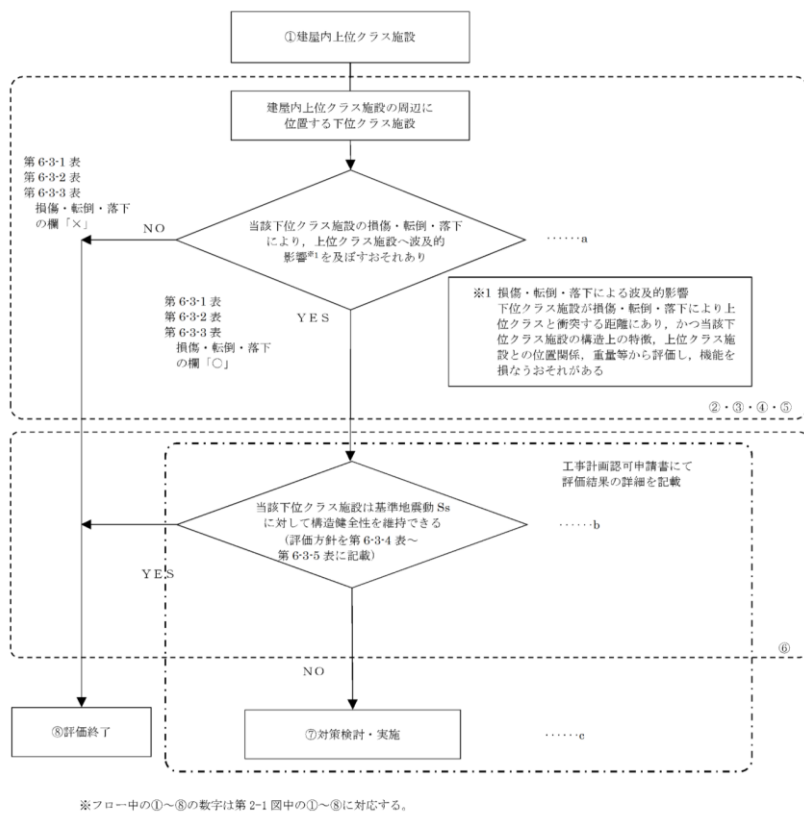 ①建屋内上位クラス施設
建屋内上位クラス施設の周辺に
位置する下位クラス施設
第 6-3-1 表
第 6-3-2 表
第 6-3-3 表
損傷・転倒・落下
の欄「×」
NO
当該下位クラス施設の損傷・転倒・落下
により，上位クラス施設へ波及的
影響※1を及ぼすおそれあり
……a
第 6-3-1 表
第 6-3-2 表
第 6-3-3 表
損傷・転倒・落下
の欄「○」
YES
※1 損傷・転倒・落下による波及的影響
下位クラス施設が損傷・転倒・落下により上
位クラスと衝突する距離にあり，かつ当該下
位クラス施設の構造上の特徴，上位クラス施
設との位置関係，重量等から評価し，機能を
損なうおそれがある
②・③・④・⑤
工事計画認可申請書にて
評価結果の詳細を記載
当該下位クラス施設は基準地震動 Ss
に対して構造健全性を維持できる
（評価方針を第 6-3-4 表～
第 6-3-5 表に記載）
……b
YES
⑥
NO
⑧評価終了
⑦対策検討・実施
……c
※フロー中の①～⑧の数字は第 2-1 図中の①～⑧に対応する。